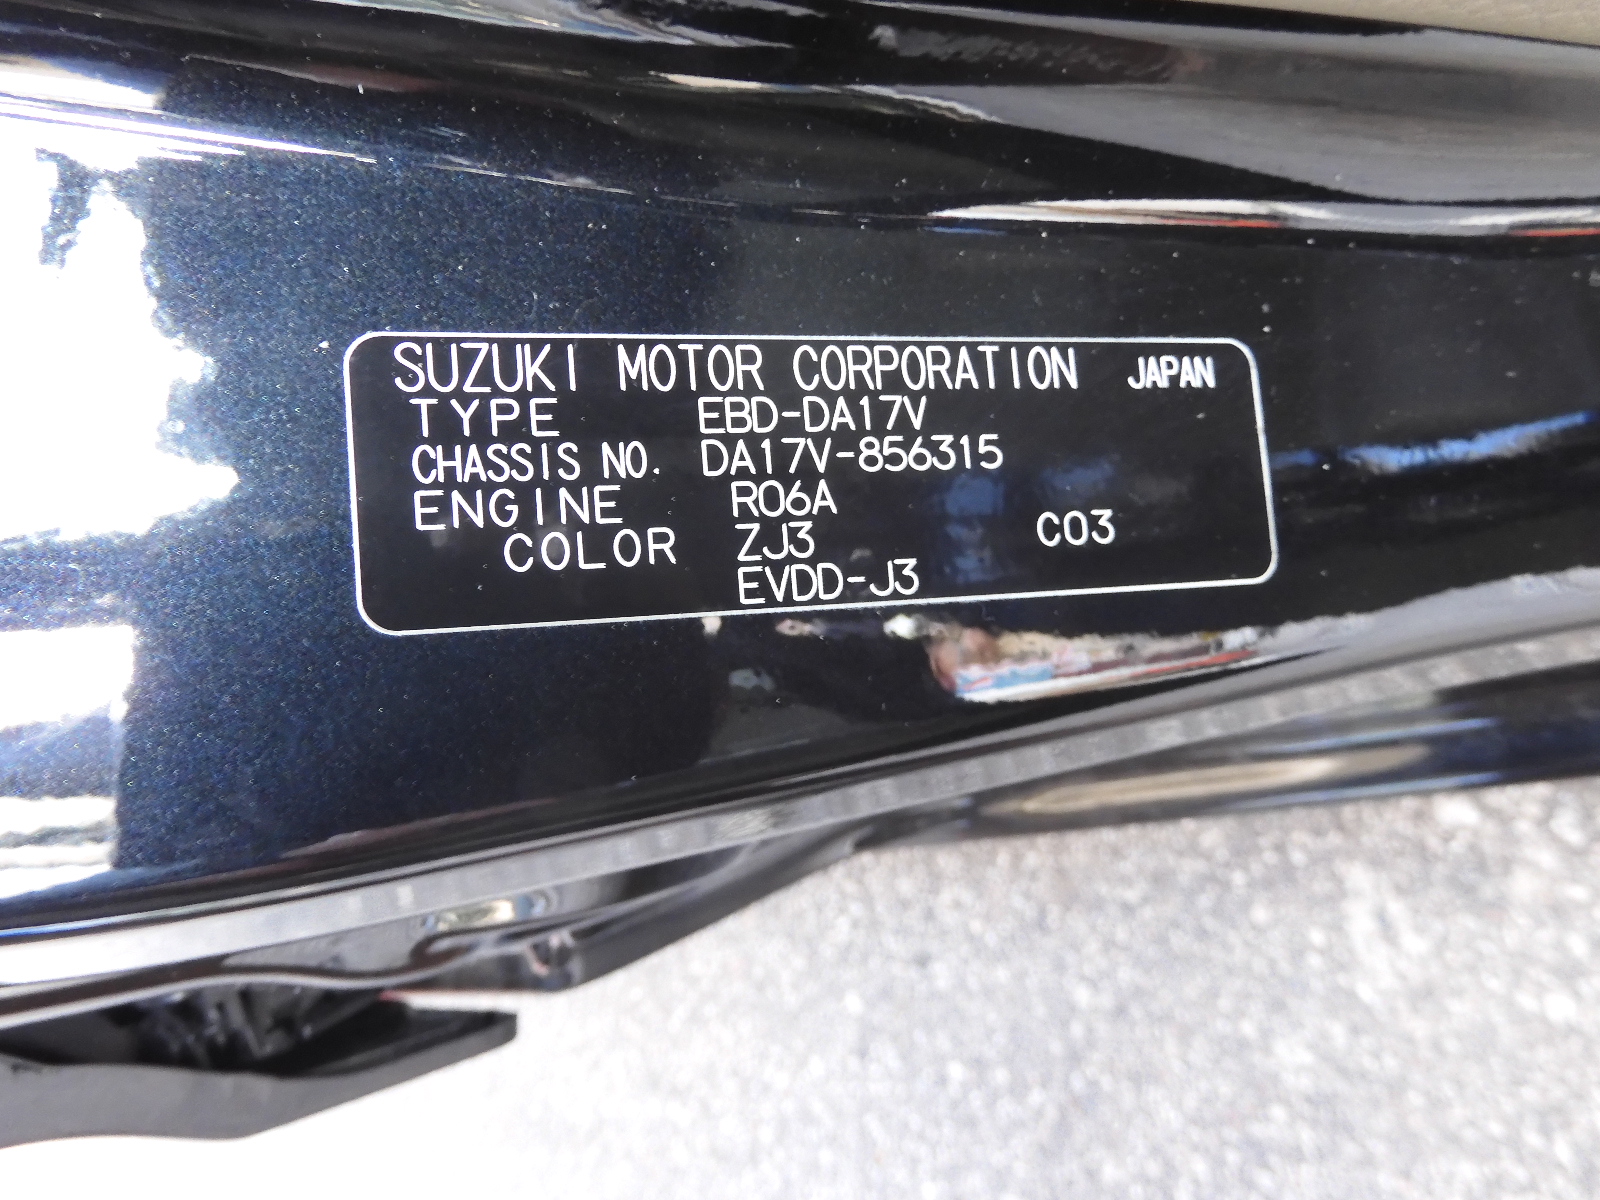 SUZUKI MOTOR CORPORATION JAPAN
TYPE EBD-DA17V
CHASSIS NO. DA17V-856315
ENGINE R06A
COLOR ZJ3 C03
EVDD-J3